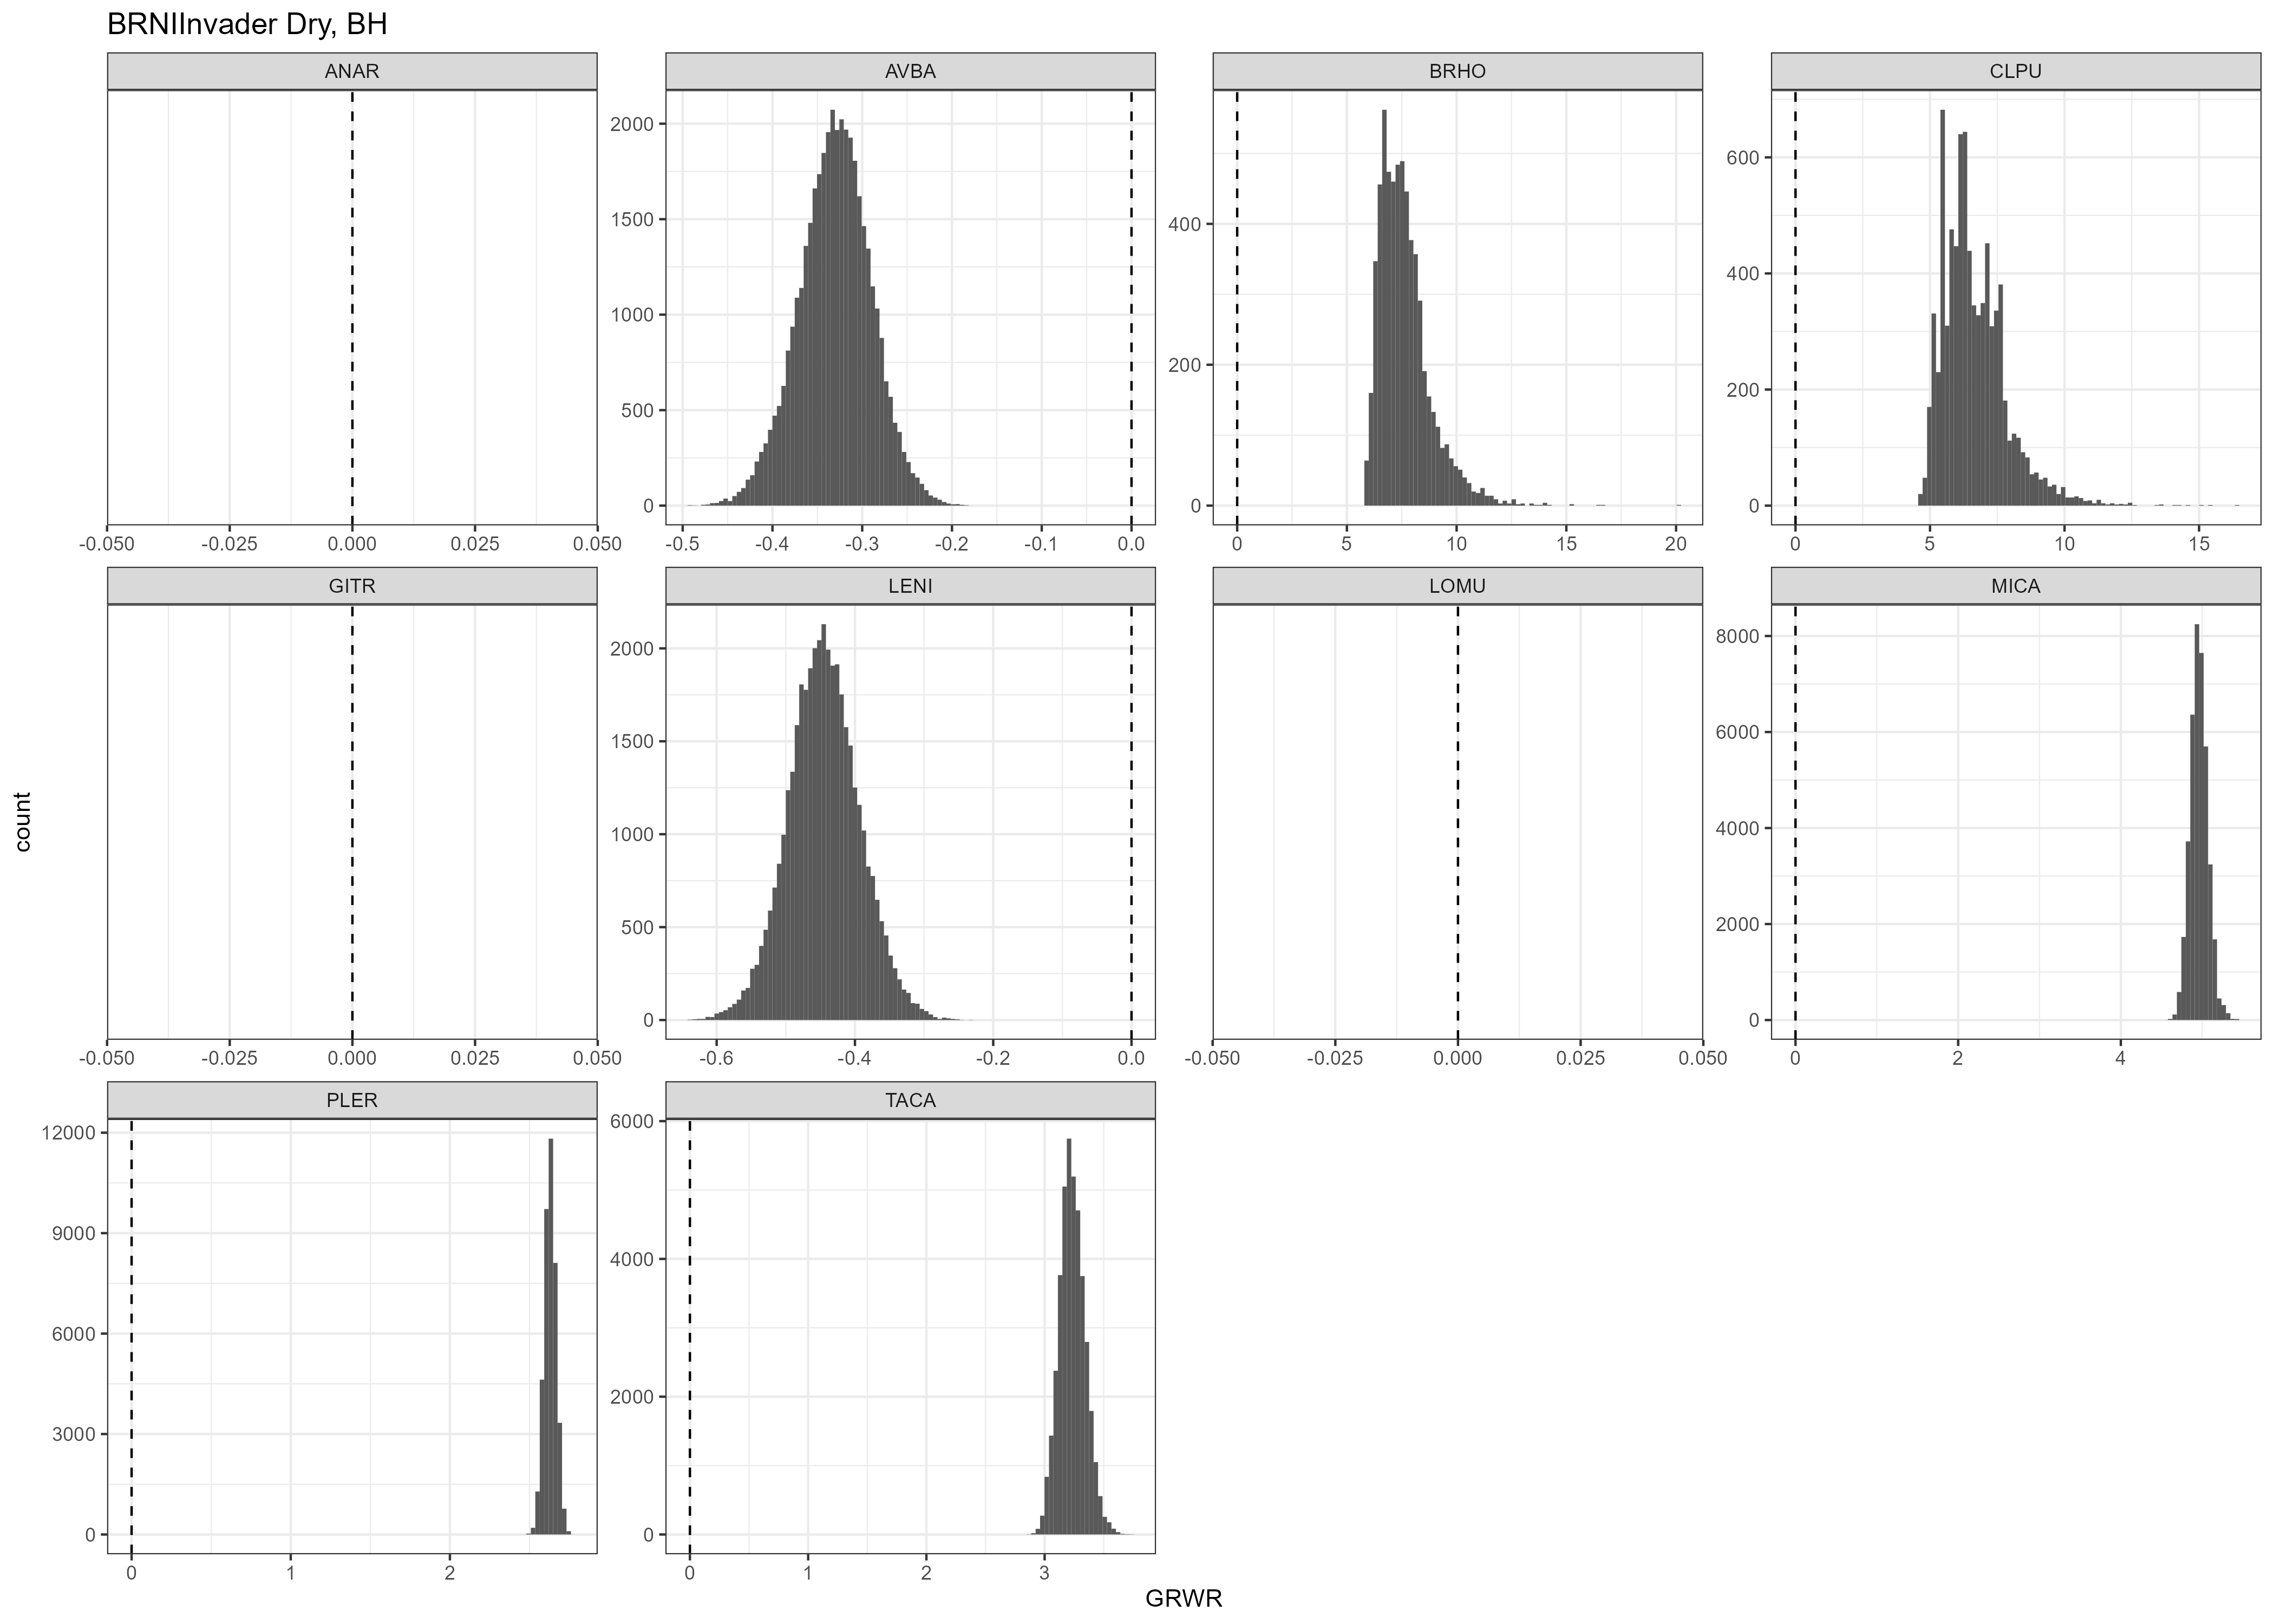 BRNIInvader Dry, BH
ANAR
AVBA
BRHO
CLPU
2000
1500
1000
500
0
400
200
0
600
400
200
0
-0.050 -0.025 0.000 0.025 0.050
-0.5 -0.4 -0.3 -0.2 -0.1 0.0
0 5 10 15 20
0 5 10 15
GITR
LENI
LOMU
MICA
2000
1500
1000
500
0
8000
6000
4000
2000
0
-0.050 -0.025 0.000 0.025 0.050
-0.6 -0.4 -0.2 0.0
-0.050 -0.025 0.000 0.025 0.050
0 2 4
PLER
TACA
12000
9000
6000
3000
0
6000
4000
2000
0
0 1 2
0 1 2 3
count
GRWR